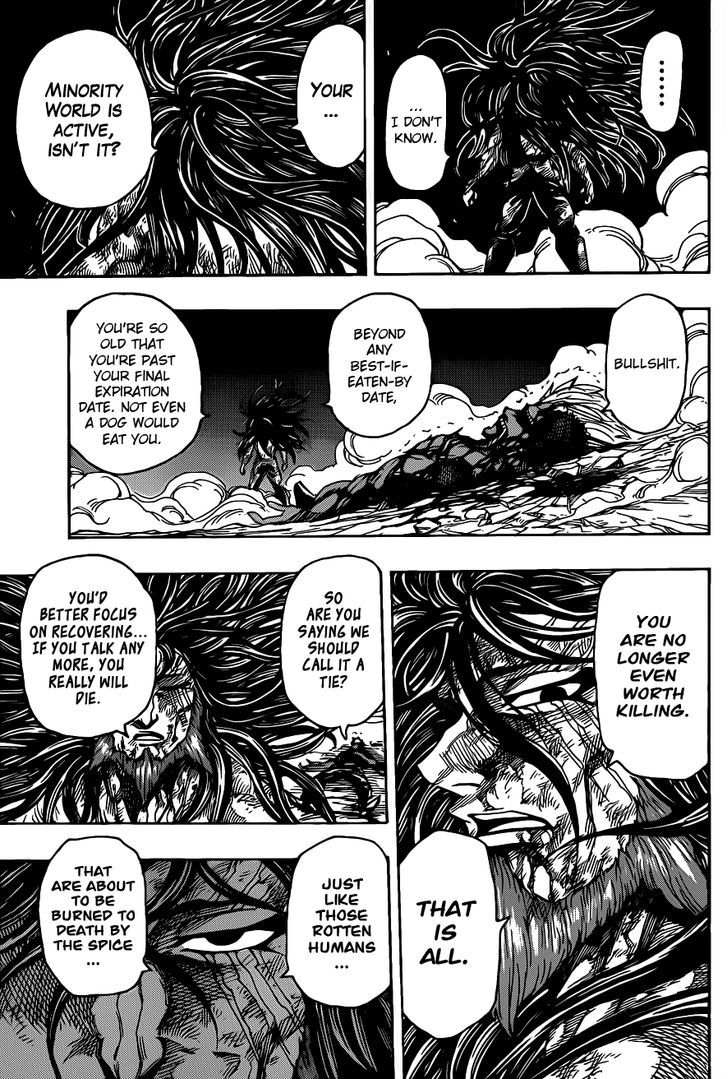 ......
...
I DON'T
KNOW.
YOUR
...
MINORITY
WORLD IS
ACTIVE,
ISN'T IT?
BULLSHIT.
BEYOND
ANY
BEST-IF-
EATEN-BY
DATE,
YOU'RE SO
OLD THAT
YOU'RE PAST
YOUR FINAL
EXPIRATION
DATE. NOT EVEN
A DOG WOULD
EAT YOU.
YOU
ARE NO
LONGER
EVEN
WORTH
KILLING.
THAT
IS
ALL.
SO
ARE YOU
SAYING WE
SHOULD
CALL IT A
TIE?
YOU'D
BETTER FOCUS
ON RECOVERING...
IF YOU TALK ANY
MORE, YOU
REALLY WILL
DIE.
JUST
LIKE THOSE
ROTTEN
HUMANS
...
THAT
ARE ABOUT
TO BE
BURNED TO
DEATH BY
THE SPICE
...